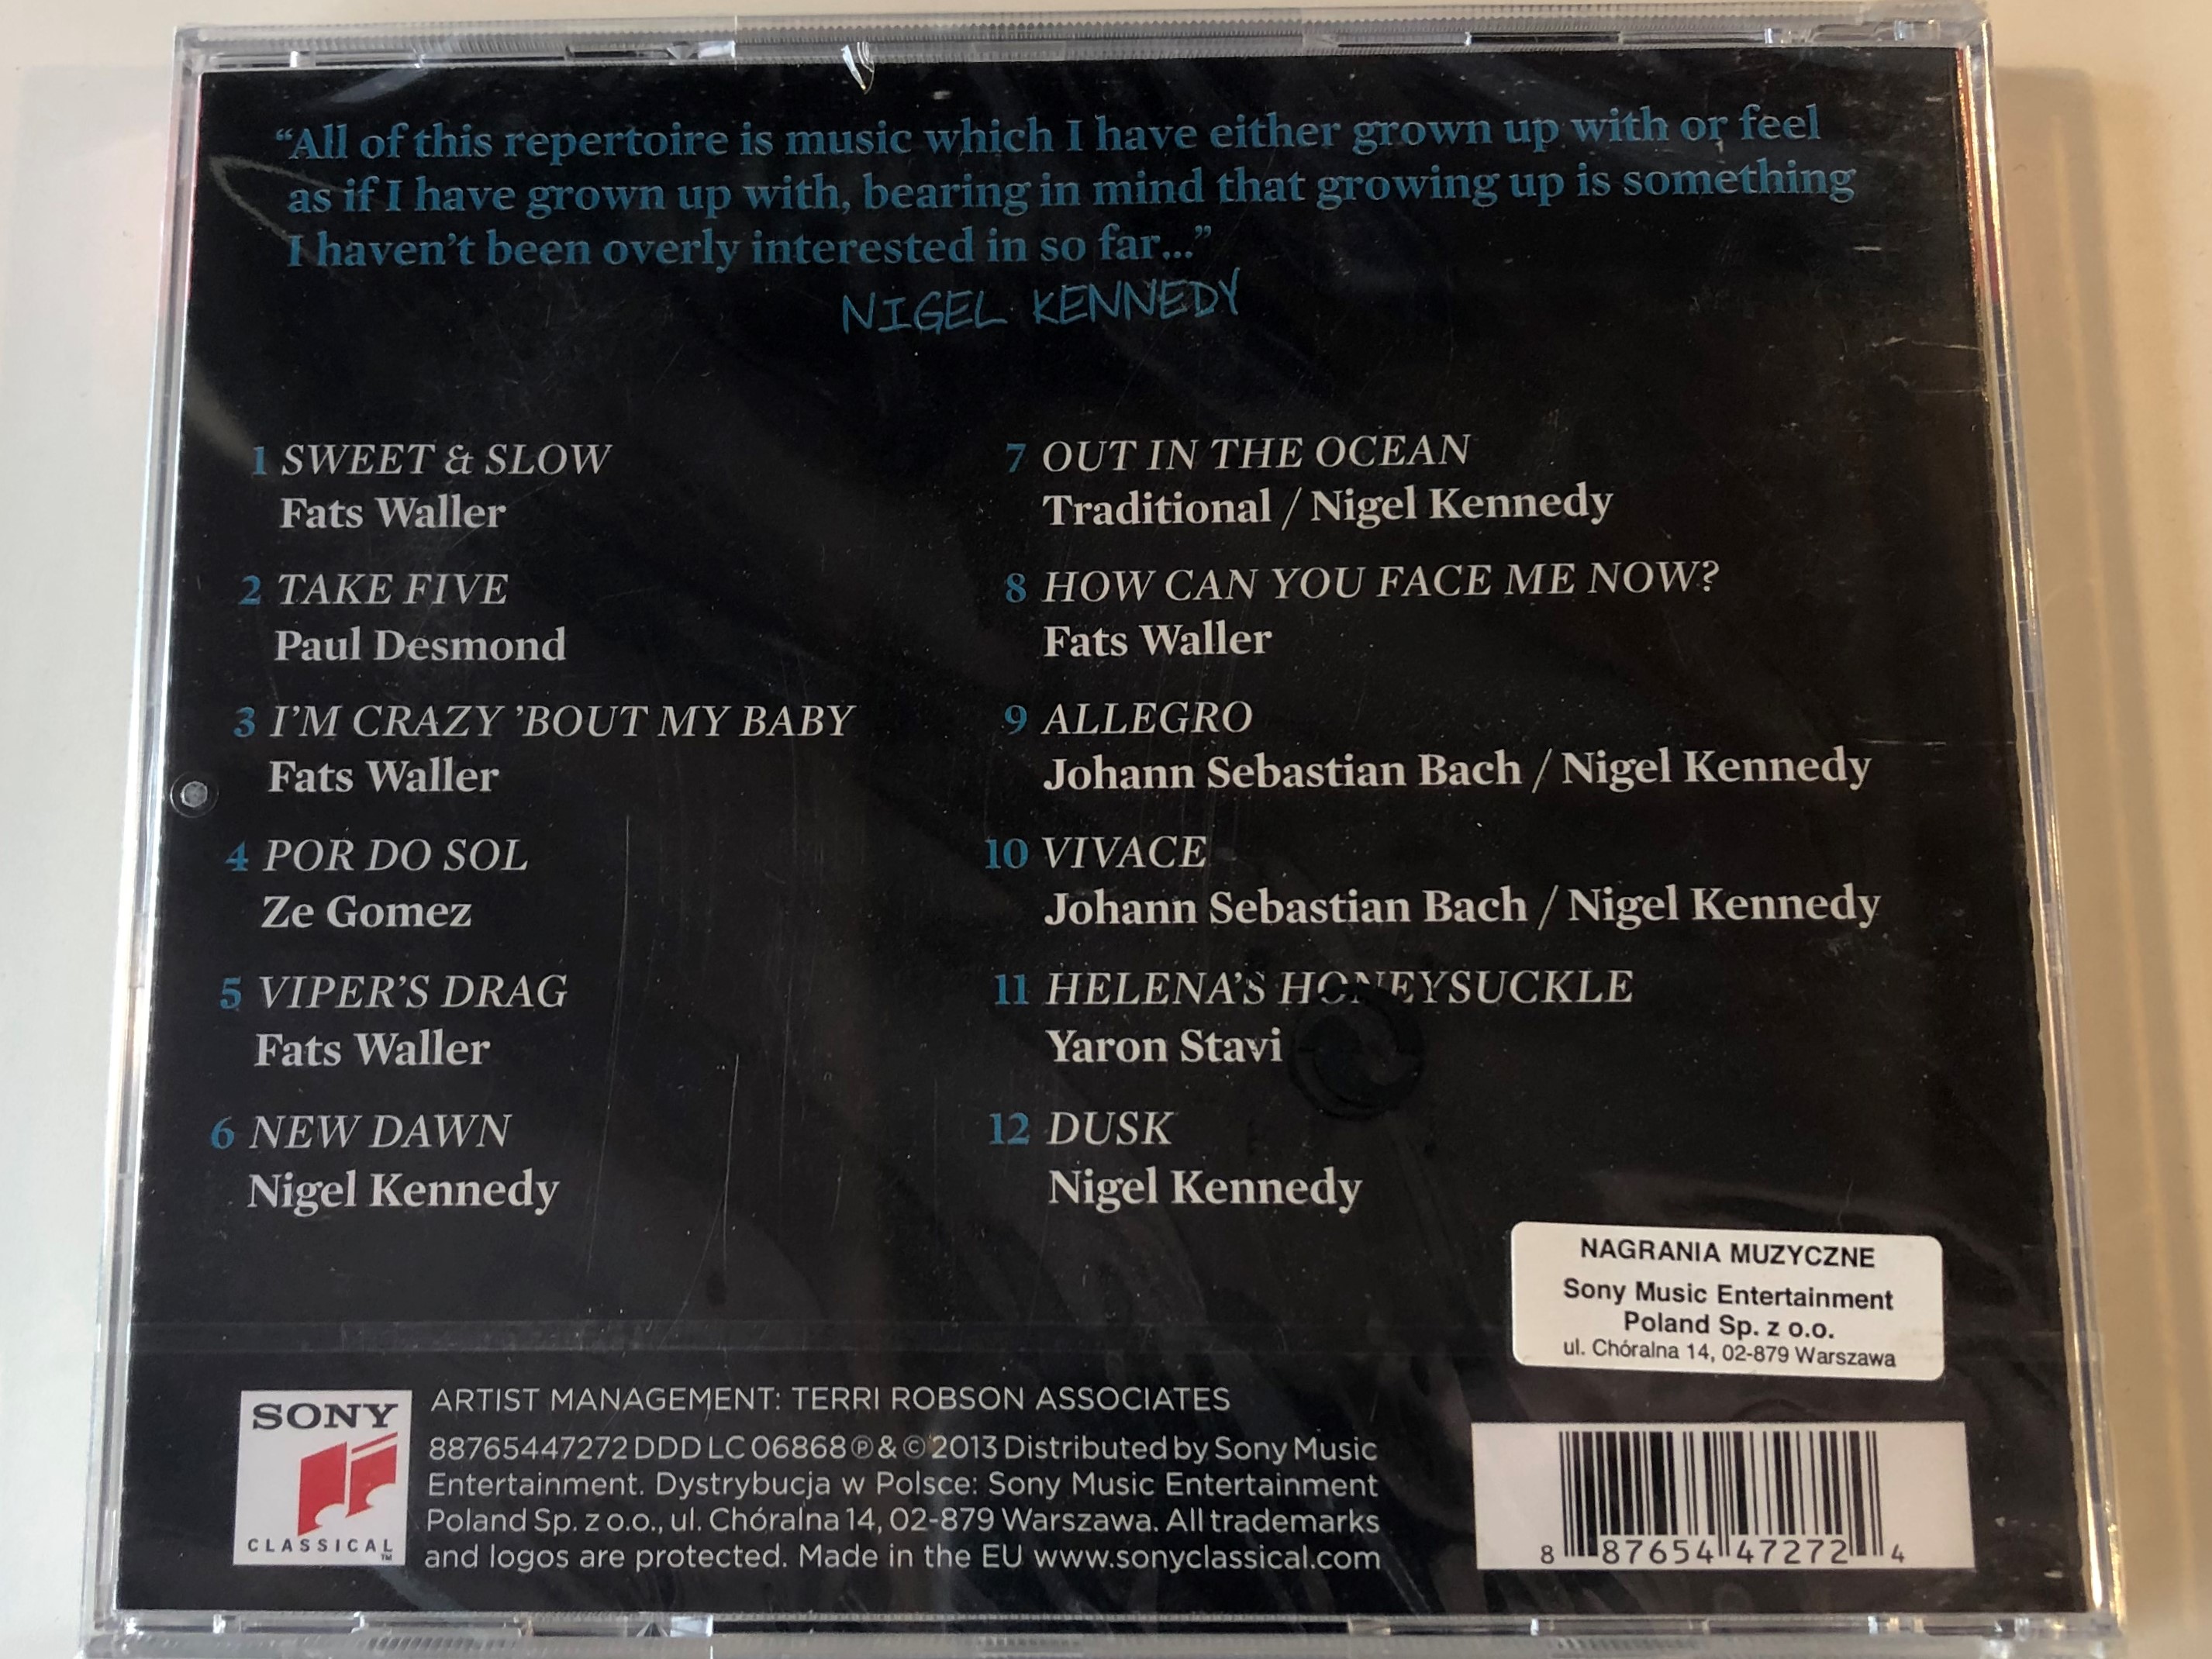 “All of this repertoire is music which I have either grown up with or feel
as if I have grown up with, bearing in mind that growing up is something
I haven’t been overly interested in so far...”
NIGEL KENNEDY
1 SWEET & SLOW
Fats Waller
2 TAKE FIVE
Paul Desmond
3 I’M CRAZY ’BOUT MY BABY
Fats Waller
4 POR DO SOL
Ze Gomez
5 VIPER’S DRAG
Fats Waller
6 NEW DAWN
Nigel Kennedy
7 OUT IN THE OCEAN
Traditional / Nigel Kennedy
8 HOW CAN YOU FACE ME NOW?
Fats Waller
9 ALLEGRO
Johann Sebastian Bach / Nigel Kennedy
10 VIVACE
Johann Sebastian Bach / Nigel Kennedy
11 HELENA’S HONEYSUCKLE
Yaron Stavi
12 DUSK
Nigel Kennedy
NAGRANIA MUZYCZNE
Sony Music Entertainment
Poland Sp. z o.o.
ul. Chóralna 14, 02-879 Warszawa
SONY
CLASSICAL
TM
ARTIST MANAGEMENT: TERRI ROBSON ASSOCIATES
88765447272 DDD LC 06868 ℗ & © 2013 Distributed by Sony Music
Entertainment. Dystrybucja w Polsce: Sony Music Entertainment
Poland Sp. z o.o., ul. Chóralna 14, 02-879 Warszawa. All trademarks
and logos are protected. Made in the EU www.sonyclassical.com
8 87654 47272 4